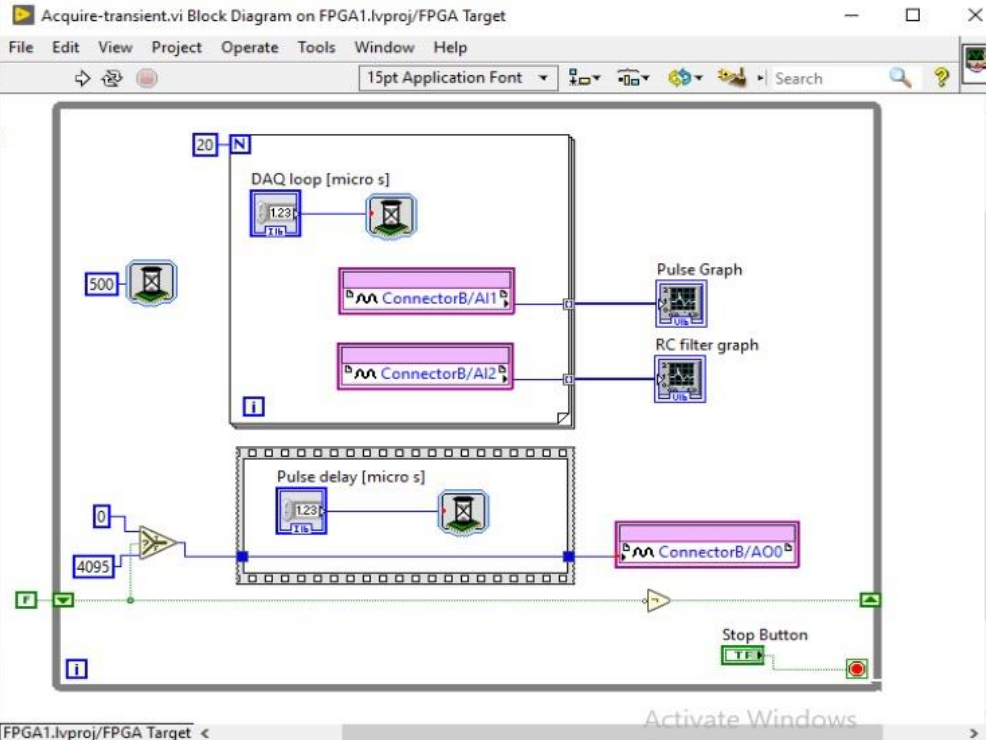 Acquire-transient.vi Block Diagram on FPGA1.lvproj/FPGA Target
File Edit View Project Operate Tools Window Help
15pt Application Font Search
20 N
DAQ loop [micro s]
1.23
I16
500
ConnectorB/AI1
Pulse Graph
RC filter graph
ConnectorB/AI2
i
Pulse delay [micro s]
1.23
I16
0
4095
ConnectorB/AO0
F
Stop Button
TF
i
Activate Windows
FPGA1.lvproj/FPGA Target